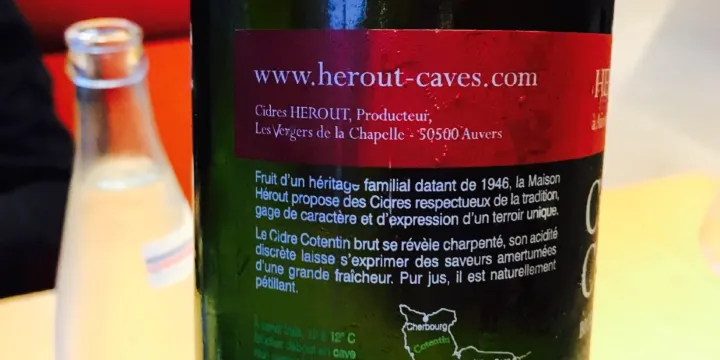 www.herout-caves.com
Cidres HEROUT, Producteur,
Les Vergers de la Chapelle - 50500 Auvers
Fruit d'un héritage familial datant de 1946, la Maison
Hérout propose des Cidres respectueux de la tradition,
gage de caractère et d'expression d'un terroir unique.
Le Cidre Cotentin brut se révèle charpenté, son acidité
discrète laisse s'exprimer des saveurs amertumées
d'une grande fraîcheur. Pur jus, il est naturellement
pétillant.
12° C
Cherbourg
Cotentin